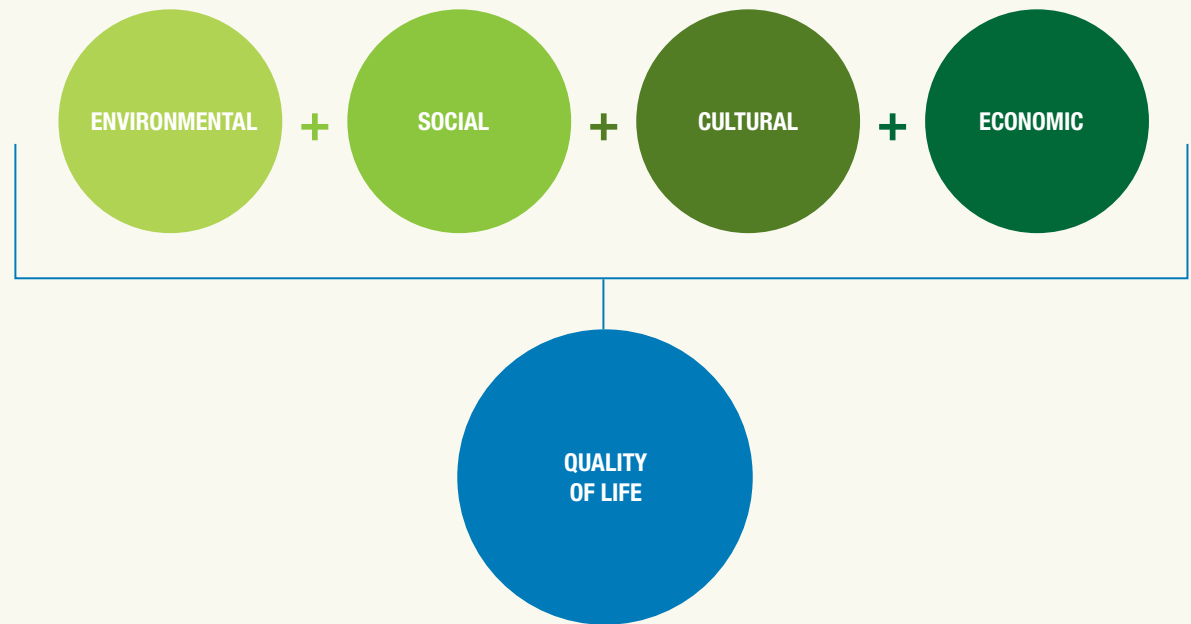 ENVIRONMENTAL + SOCIAL + CULTURAL + ECONOMIC
QUALITY
OF LIFE